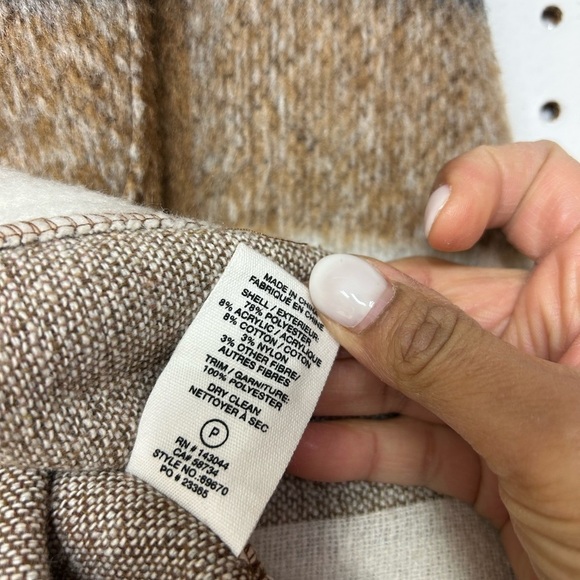 MADE IN CHINA
FABRIQUÉ EN CHINE
SHELL / EXTERIEUR:
78% POLYESTER
8% ACRYLIC / ACRYLIQUE
8% COTTON / COTON
3% NYLON
3% OTHER FIBRE/
AUTRES FIBRES
TRIM / GARNITURE:
100% POLYESTER
DRY CLEAN
NETTOYER À SEC
P
RN # 143044
CA# 58734
STYLE NO.:69670
PO # 23365